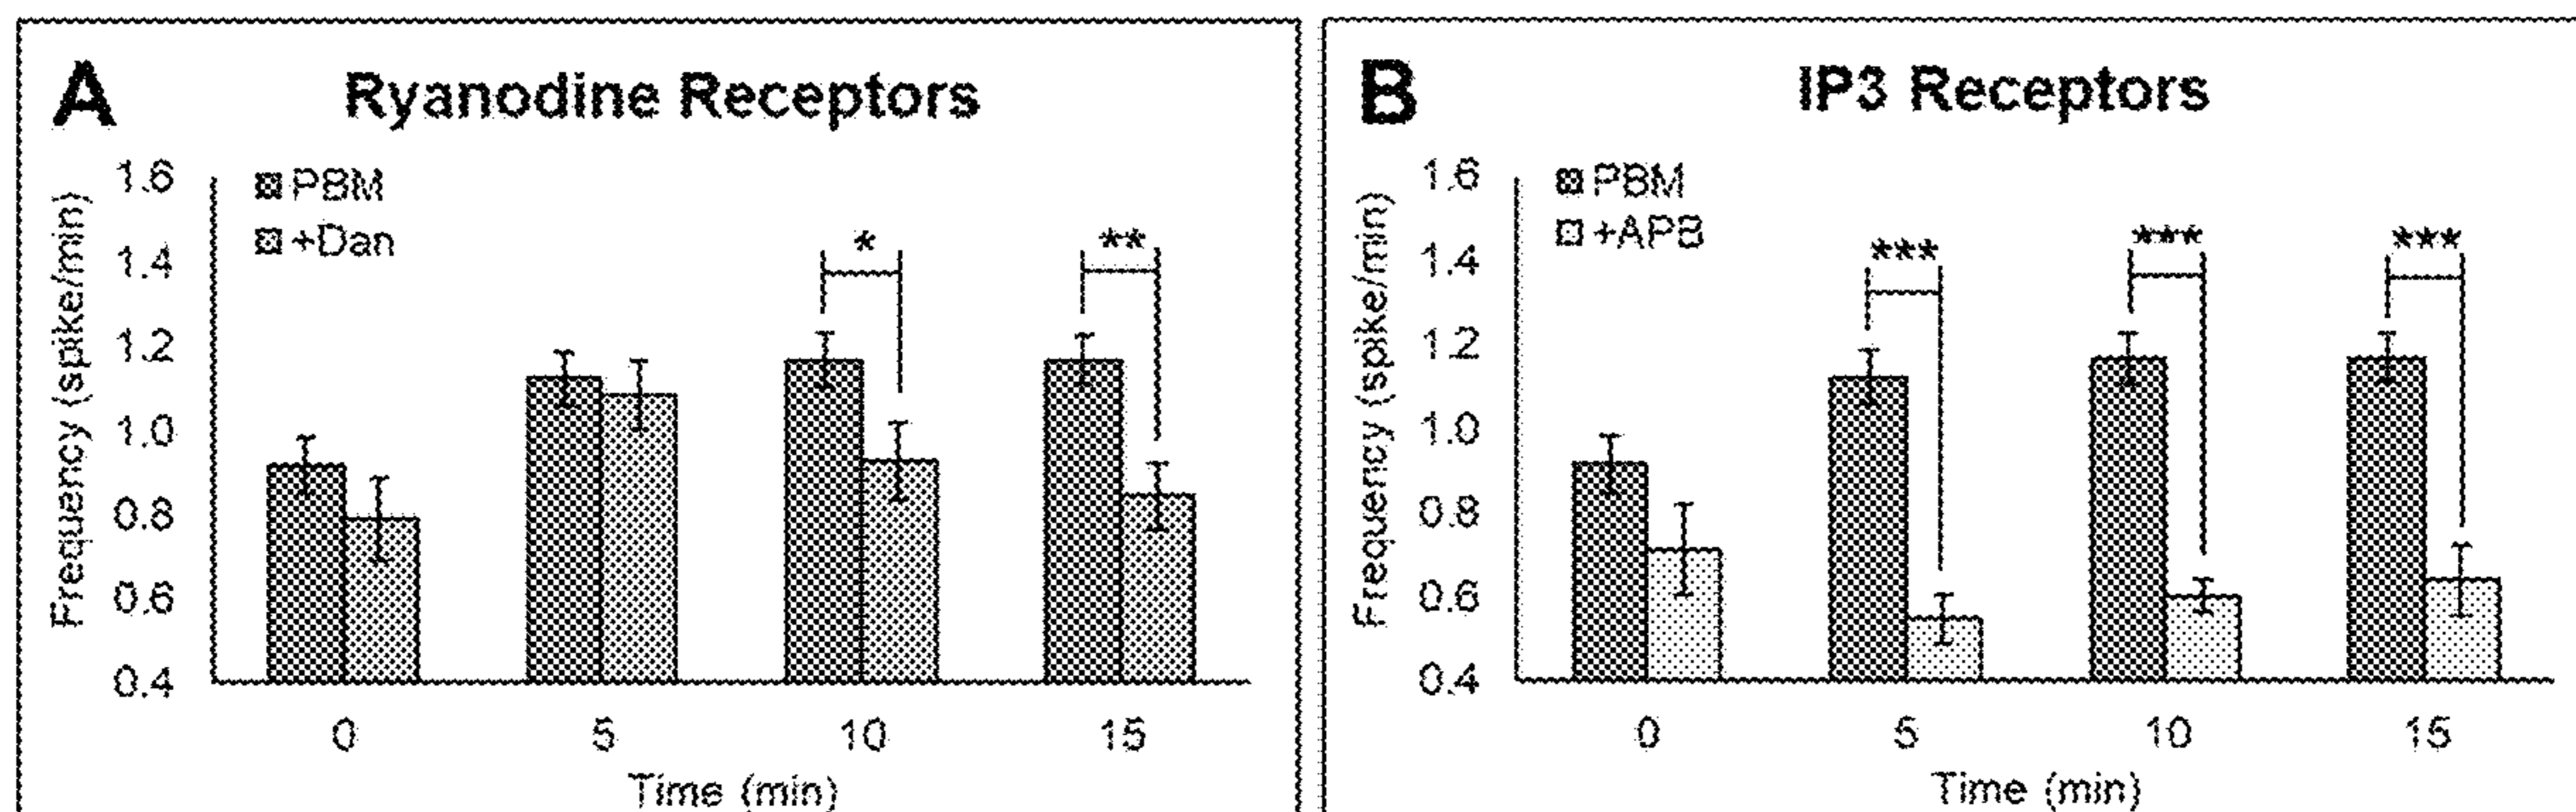 A
Ryanodine Receptors
Frequency (spike/min)
1.6
1.4
1.2
1.0
0.8
0.6
0.4
PBM
+Dan
*
**
0 5 10 15
Time (min)
B
IP3 Receptors
Frequency (spike/min)
1.6
1.4
1.2
1.0
0.8
0.6
0.4
PBM
+APB
***
***
***
0 5 10 15
Time (min)